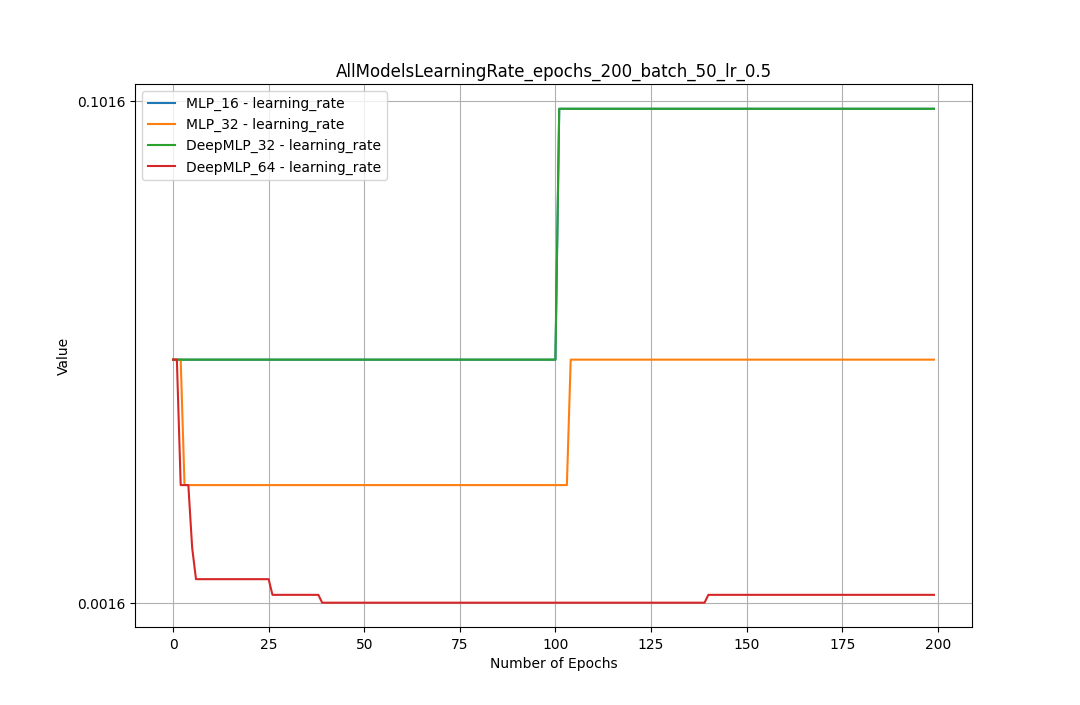 AllModelsLearningRate_epochs_200_batch_50_lr_0.5
0.1016
MLP_16 - learning_rate
MLP_32 - learning_rate
DeepMLP_32 - learning_rate
DeepMLP_64 - learning_rate
Value
0.0016
0 25 50 75 100 125 150 175 200
Number of Epochs